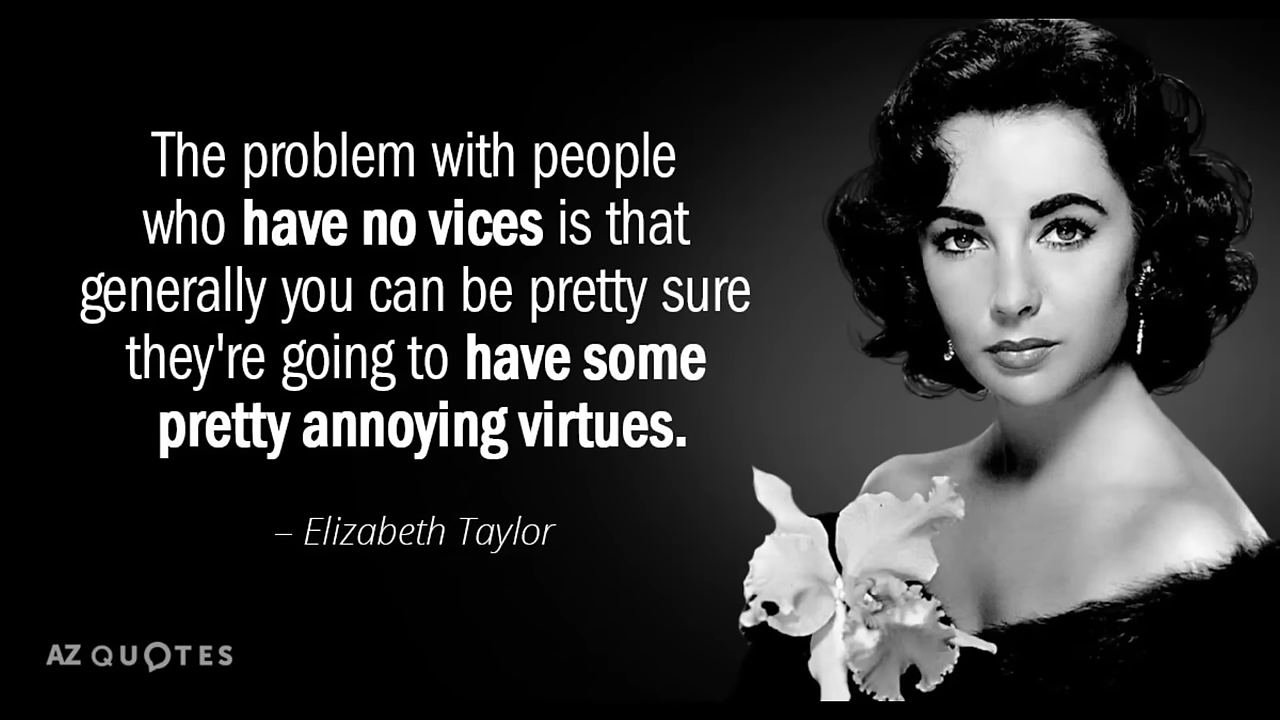 The problem with people
who have no vices is that
generally you can be pretty sure
they're going to have some
pretty annoying virtues.
– Elizabeth Taylor
AZ QUOTES